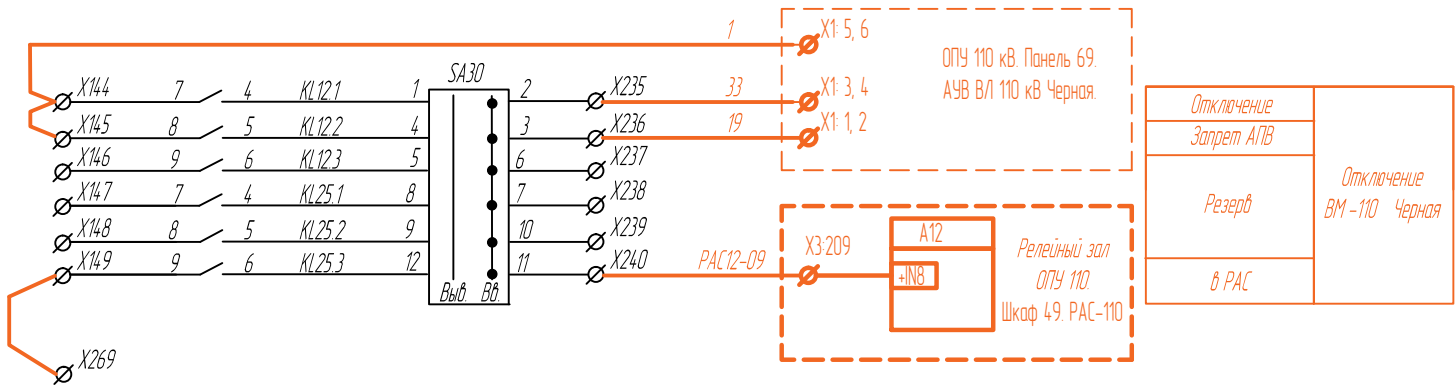 1
X1: 5, 6
ОПУ 110 кВ. Панель 69.
АУВ ВЛ 110 кВ Черная.
SA30
X144 7 4 KL12.1 1 2 X235 33 X1: 3, 4
X145 8 5 KL12.2 4 3 X236 19 X1: 1, 2
X146 9 6 KL12.3 5 6 X237
X147 7 4 KL25.1 8 7 X238
X148 8 5 KL25.2 9 10 X239
X149 9 6 KL25.3 12 11 X240 РАС12-09 X3:209
Выв. Вв.
X269
A12
+IN8
Релейный зал
ОПУ 110.
Шкаф 49. РАС-110
Отключение
Запрет АПВ
Резерв
в РАС
Отключение
ВМ -110 Черная